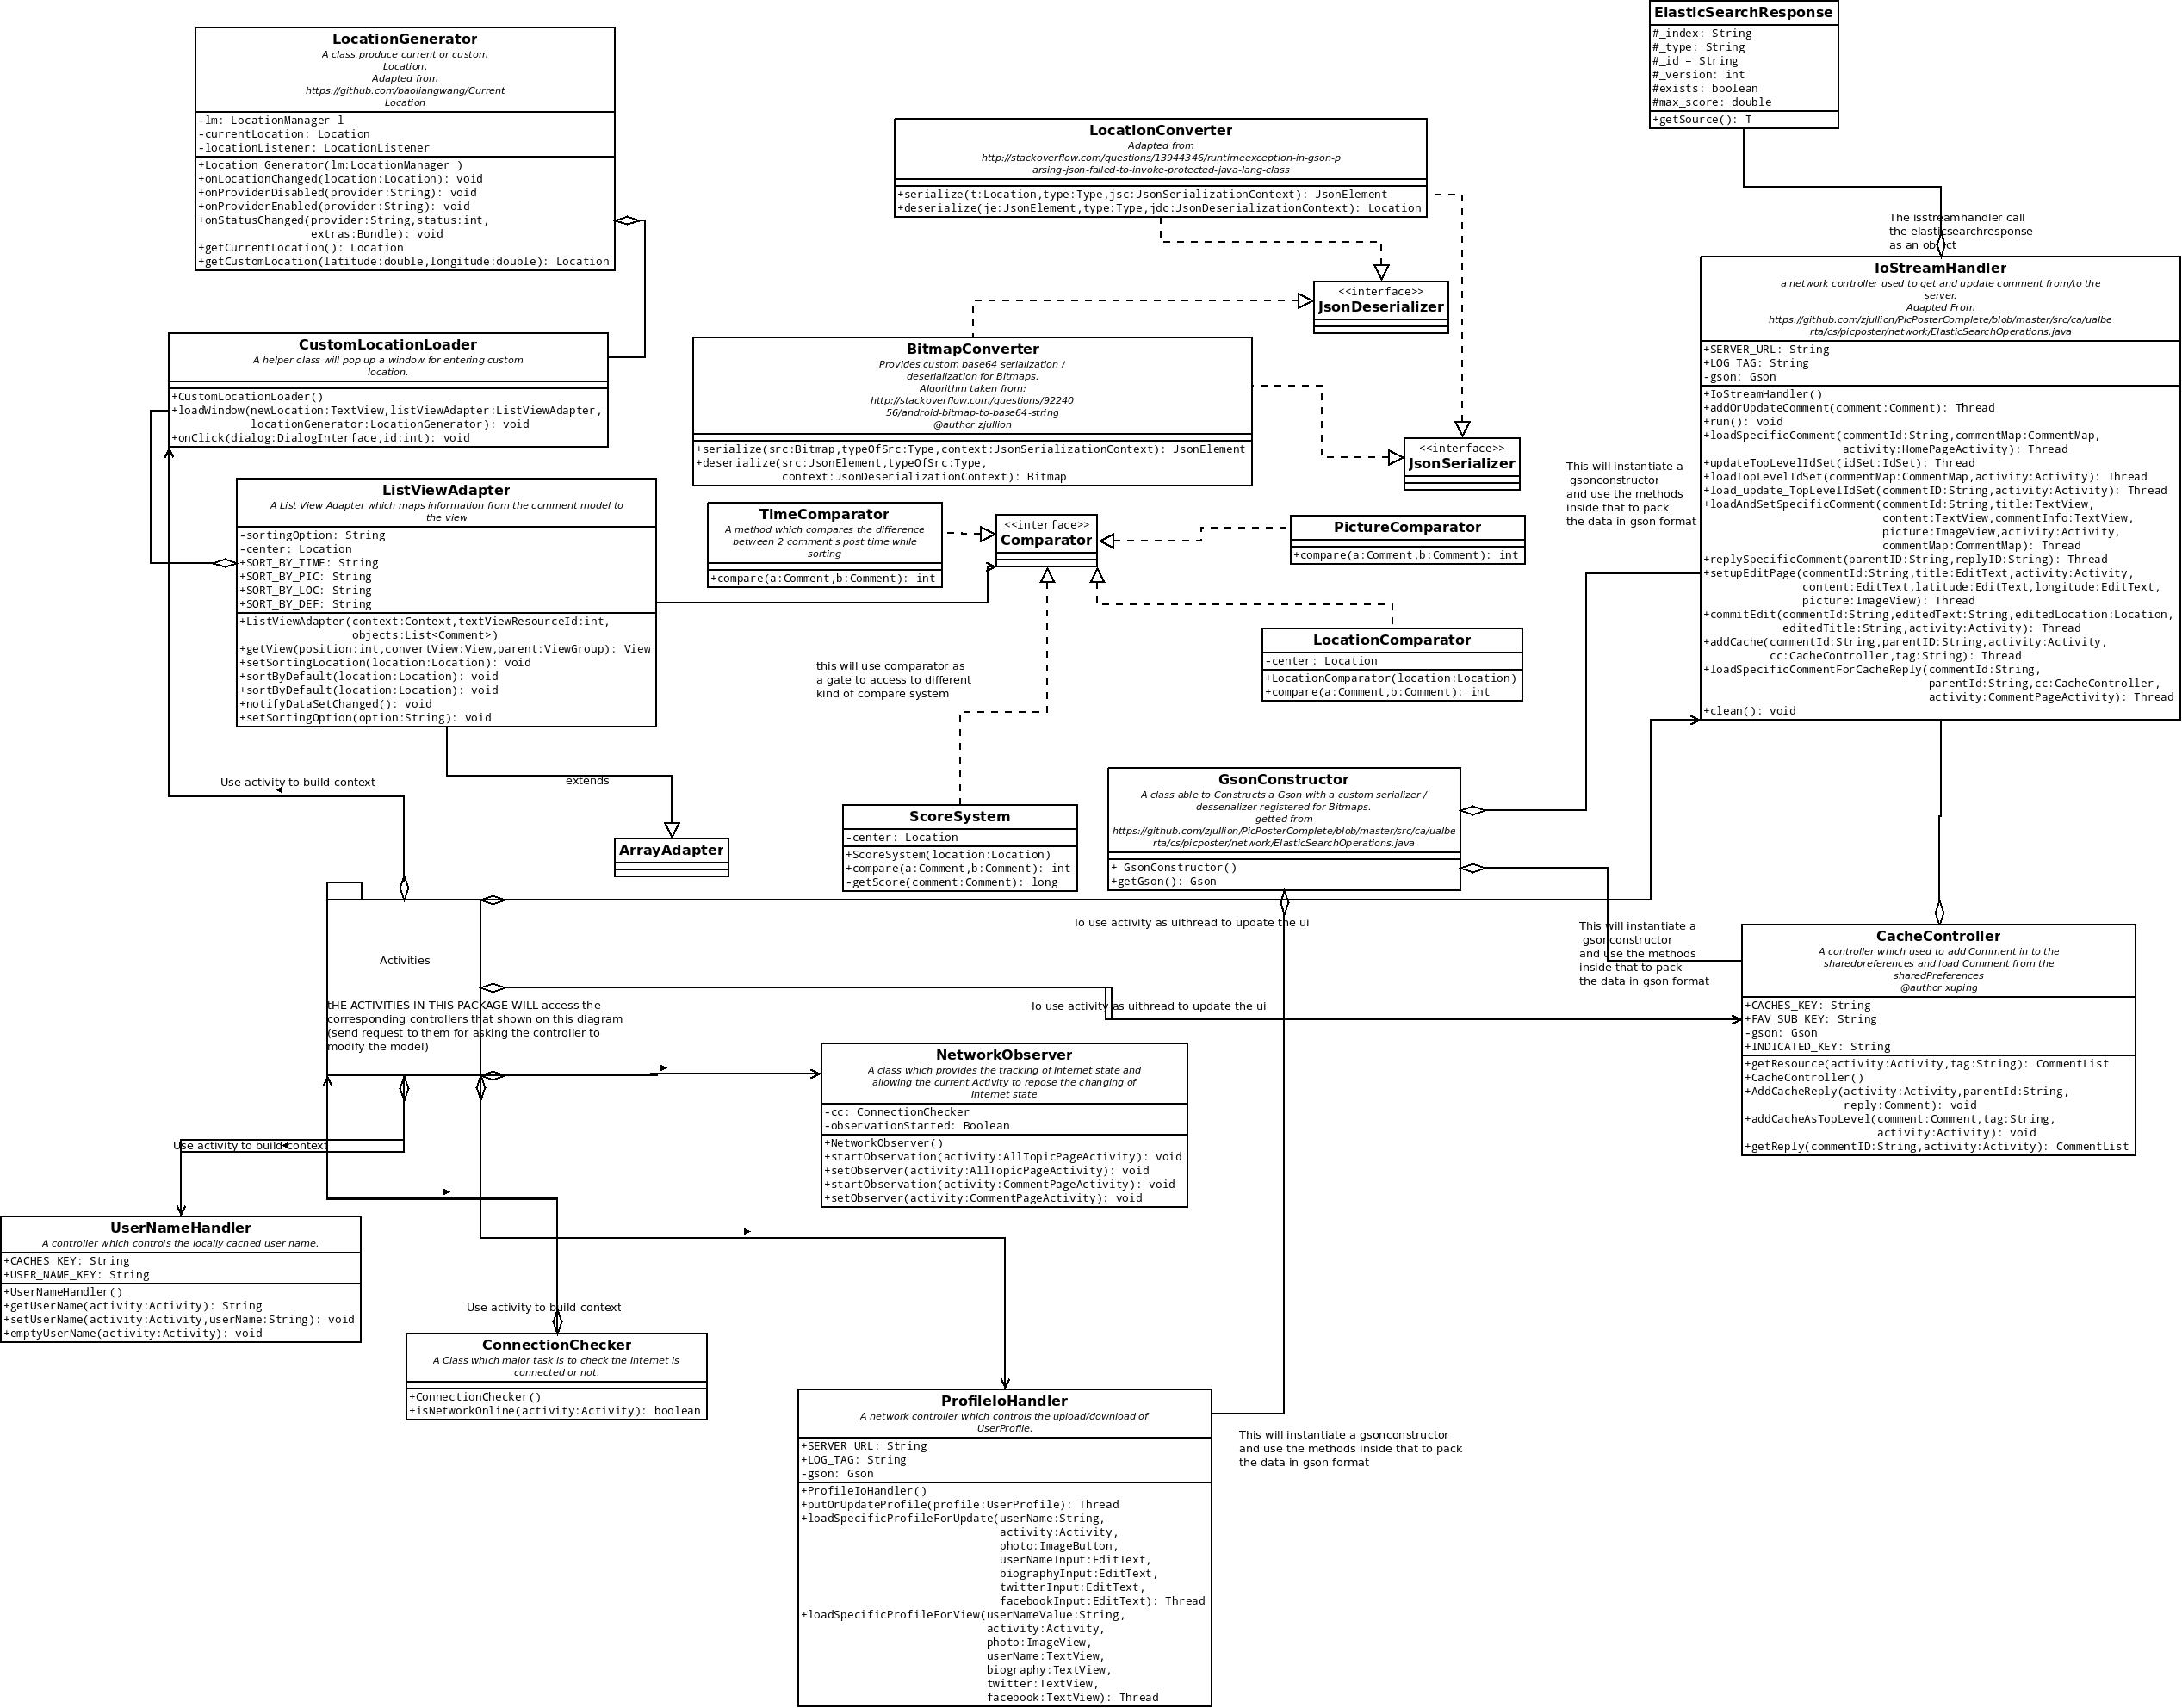 ElasticSearchResponse
#_index: String
#_type: String
#_id = String
#_version: int
#exists: boolean
#max_score: double
+getSource(): T
LocationGenerator
A class produce current or custom
Location.
Adapted from
https://github.com/baoliangwang/Current
Location
-lm: LocationManager l
-currentLocation: Location
-locationListener: LocationListener
+Location_Generator(lm:LocationManager )
+onLocationChanged(location:Location): void
+onProviderDisabled(provider:String): void
+onProviderEnabled(provider:String): void
+onStatusChanged(provider:String,status:int,
extras:Bundle): void
+getCurrentLocation(): Location
+getCustomLocation(latitude:double,longitude:double): Location
LocationConverter
Adapted from
http://stackoverflow.com/questions/13944346/runtimeexception-in-gson-p
arsing-json-failed-to-invoke-protected-java-lang-class
+serialize(t:Location,type:Type,jsc:JsonSerializationContext): JsonElement
+deserialize(je:JsonElement,type:Type,jdc:JsonDeserializationContext): Location
The isstreamhandler call
the elasticsearchresponse
as an object
<<interface>>
JsonDeserializer
IoStreamHandler
a network controller used to get and update comment from/to the
server.
Adapted From
https://github.com/zjullion/PicPosterComplete/blob/master/src/ca/ualbe
rta/cs/picposter/network/ElasticSearchOperations.java
+SERVER_URL: String
+LOG_TAG: String
-gson: Gson
+IoStreamHandler()
+addOrUpdateComment(comment:Comment): Thread
+run(): void
+loadSpecificComment(commentId:String,commentMap:CommentMap,
activity:HomePageActivity): Thread
+updateTopLevelIdSet(idSet:IdSet): Thread
+loadTopLevelIdSet(commentMap:CommentMap,activity:Activity): Thread
+load_update_TopLevelIdSet(commentID:String,activity:Activity): Thread
+loadAndSetSpecificComment(commentId:String,title:TextView,
content:TextView,commentInfo:TextView,
picture:ImageView,activity:Activity,
commentMap:CommentMap): Thread
+replySpecificComment(parentID:String,replyID:String): Thread
+setupEditPage(commentId:String,title:EditText,activity:Activity,
content:EditText,latitude:EditText,longitude:EditText,
picture:ImageView): Thread
+commitEdit(commentId:String,editedText:String,editedLocation:Location,
editedTitle:String,activity:Activity): Thread
+addCache(commentId:String,parentID:String,activity:Activity,
cc:CacheController,tag:String): Thread
+loadSpecificCommentForCacheReply(commentId:String,
parentId:String,cc:CacheController,
activity:CommentPageActivity): Thread
+clean(): void
CustomLocationLoader
A helper class will pop up a window for entering custom
location.
+CustomLocationLoader()
+loadWindow(newLocation:TextView,listViewAdapter:ListViewAdapter,
locationGenerator:LocationGenerator): void
+onClick(dialog:DialogInterface,id:int): void
BitmapConverter
Provides custom base64 serialization /
deserialization for Bitmaps.
Algorithm taken from:
http://stackoverflow.com/questions/92240
56/android-bitmap-to-base64-string
@author zjullion
+serialize(src:Bitmap,typeOfSrc:Type,context:JsonSerializationContext): JsonElement
+deserialize(src:JsonElement,typeOfSrc:Type,
context:JsonDeserializationContext): Bitmap
<<interface>>
JsonSerializer
This will instantiate a
gsonconstructor
and use the methods
inside that to pack
the data in gson format
ListViewAdapter
A List View Adapter which maps information from the comment model to
the view
-sortingOption: String
-center: Location
+SORT_BY_TIME: String
+SORT_BY_PIC: String
+SORT_BY_LOC: String
+SORT_BY_DEF: String
+ListViewAdapter(context:Context,textViewResourceId:int,
objects:List<Comment>)
+getView(position:int,convertView:View,parent:ViewGroup): View
+setSortingLocation(location:Location): void
+sortByDefault(location:Location): void
+sortByDefault(location:Location): void
+notifyDataSetChanged(): void
+setSortingOption(option:String): void
TimeComparator
A method which compares the difference
between 2 comment's post time while
sorting
+compare(a:Comment,b:Comment): int
<<interface>>
Comparator
PictureComparator
+compare(a:Comment,b:Comment): int
LocationComparator
-center: Location
+LocationComparator(location:Location)
+compare(a:Comment,b:Comment): int
this will use comparator as
a gate to access to different
kind of compare system
Use activity to build context
extends
ArrayAdapter
ScoreSystem
-center: Location
+ScoreSystem(location:Location)
+compare(a:Comment,b:Comment): int
-getScore(comment:Comment): long
GsonConstructor
A class able to Constructs a Gson with a custom serializer /
desserializer registered for Bitmaps.
getted from
https://github.com/zjullion/PicPosterComplete/blob/master/src/ca/ualbe
rta/cs/picposter/network/ElasticSearchOperations.java
+ GsonConstructor()
+getGson(): Gson
Io use activity as uithread to update the ui
This will instantiate a
gsonconstructor
and use the methods
inside that to pack
the data in gson format
CacheController
A controller which used to add Comment in to the
sharedpreferences and load Comment from the
sharedPreferences
@author xuping
+CACHES_KEY: String
+FAV_SUB_KEY: String
-gson: Gson
+INDICATED_KEY: String
+getResource(activity:Activity,tag:String): CommentList
+CacheController()
+AddCacheReply(activity:Activity,parentId:String,
reply:Comment): void
+addCacheAsTopLevel(comment:Comment,tag:String,
activity:Activity): void
+getReply(commentID:String,activity:Activity): CommentList
Activities
tHE ACTIVITIES IN THIS PACKAGE WILL access the
corresponding controllers that shown on this diagram
(send request to them for asking the controller to
modify the model)
Io use activity as uithread to update the ui
NetworkObserver
A class which provides the tracking of Internet state and
allowing the current Activity to repose the changing of
Internet state
-cc: ConnectionChecker
-observationStarted: Boolean
+NetworkObserver()
+startObservation(activity:AllTopicPageActivity): void
+setObserver(activity:AllTopicPageActivity): void
+startObservation(activity:CommentPageActivity): void
+setObserver(activity:CommentPageActivity): void
Use activity to build context
UserNameHandler
A controller which controls the locally cached user name.
+CACHES_KEY: String
+USER_NAME_KEY: String
+UserNameHandler()
+getUserName(activity:Activity): String
+setUserName(activity:Activity,userName:String): void
+emptyUserName(activity:Activity): void
Use activity to build context
ConnectionChecker
A Class which major task is to check the Internet is
connected or not.
+ConnectionChecker()
+isNetworkOnline(activity:Activity): boolean
ProfileIoHandler
A network controller which controls the upload/download of
UserProfile.
+SERVER_URL: String
+LOG_TAG: String
-gson: Gson
+ProfileIoHandler()
+putOrUpdateProfile(profile:UserProfile): Thread
+loadSpecificProfileForUpdate(userName:String,
activity:Activity,
photo:ImageButton,
userNameInput:EditText,
biographyInput:EditText,
twitterInput:EditText,
facebookInput:EditText): Thread
+loadSpecificProfileForView(userNameValue:String,
activity:Activity,
photo:ImageView,
userName:TextView,
biography:TextView,
twitter:TextView,
facebook:TextView): Thread
This will instantiate a gsonconstructor
and use the methods inside that to pack
the data in gson format